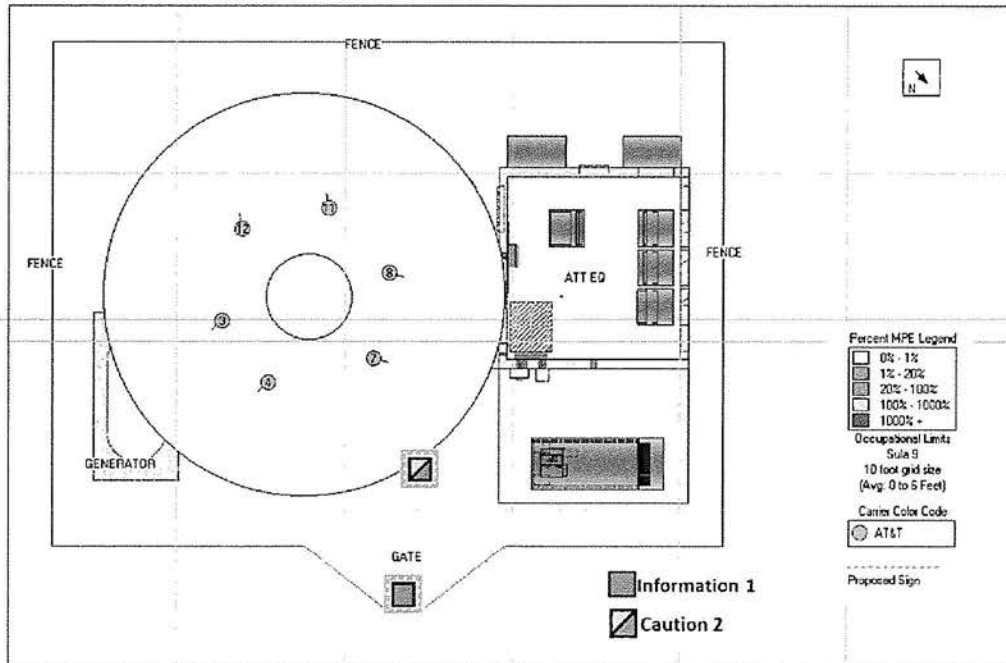 FENCE
N
11
12
8
FENCE
FENCE
ATT EQ
3
7
4
Percent MPE Legend
0% - 1%
1% - 20%
20% - 100%
100% - 1000%
1000% +
Occupational Limits
Sula 9
10 foot grid size
(Avg: 0 to 6 Feet)
Carrier Color Code
AT&T
Proposed Sign
GENERATOR
GATE
Information 1
Caution 2